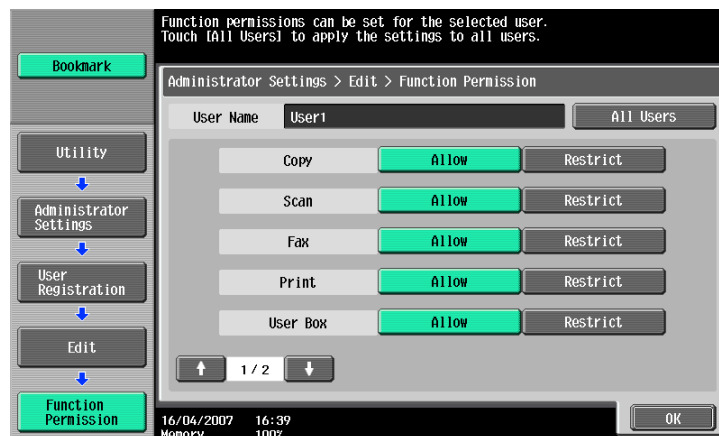 Function permissions can be set for the selected user.
Touch [All Users] to apply the settings to all users.
Bookmark
Administrator Settings > Edit > Function Permission
User Name User1 All Users
Utility
Administrator
Settings
User
Registration
Edit
Function
Permission
Copy Allow Restrict
Scan Allow Restrict
Fax Allow Restrict
Print Allow Restrict
User Box Allow Restrict
1/2
16/04/2007 16:39
Memory 100%
OK